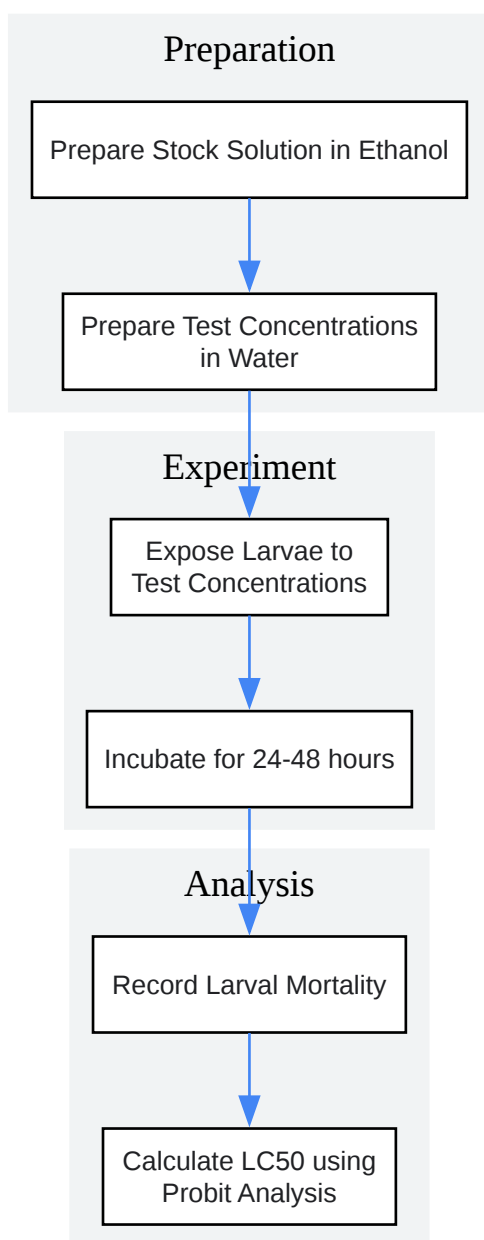 Preparation
Prepare Stock Solution in Ethanol
Prepare Test Concentrations
in Water
Experiment
Expose Larvae to
Test Concentrations
Incubate for 24-48 hours
Analysis
Record Larval Mortality
Calculate LC50 using
Probit Analysis